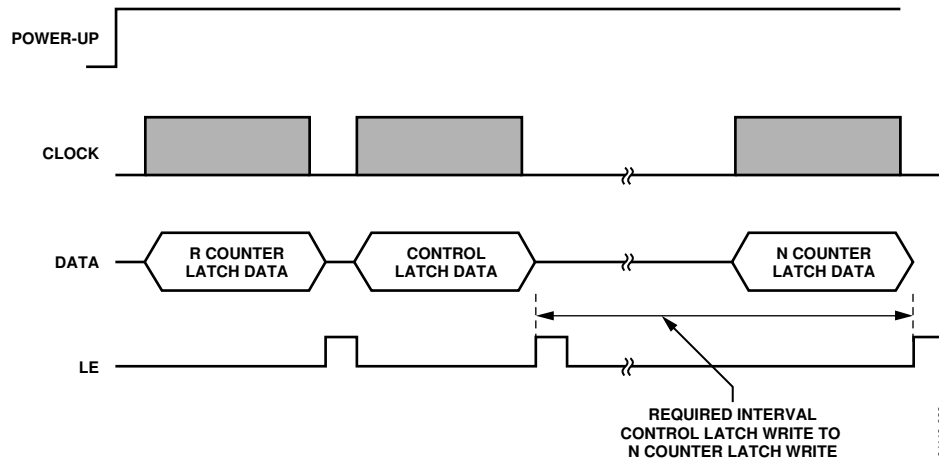 POWER-UP
CLOCK
DATA
R COUNTER
LATCH DATA
CONTROL
LATCH DATA
N COUNTER
LATCH DATA
LE
REQUIRED INTERVAL
CONTROL LATCH WRITE TO
N COUNTER LATCH WRITE